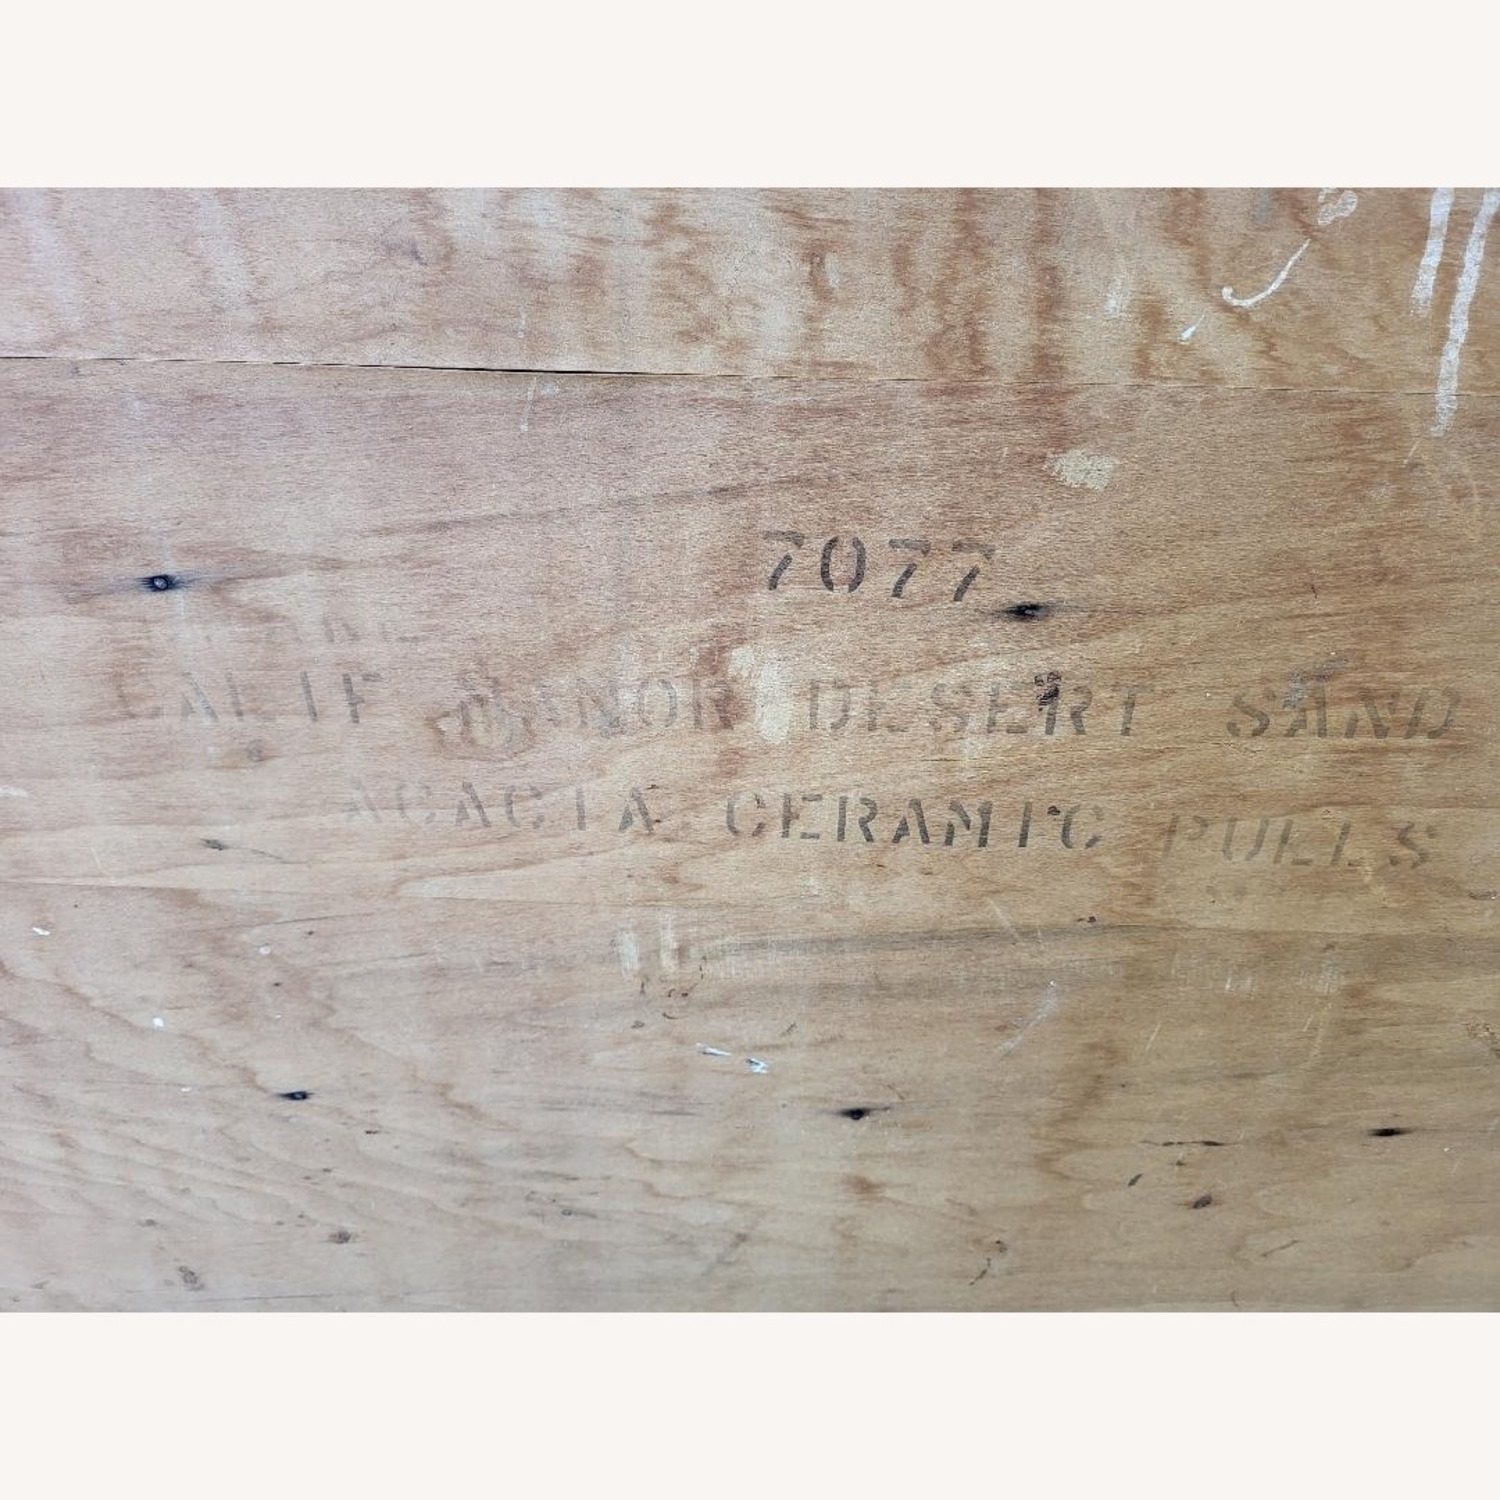 7077
CALIF MANOR DESERT SAND
ACACIA CERAMIC PULLS